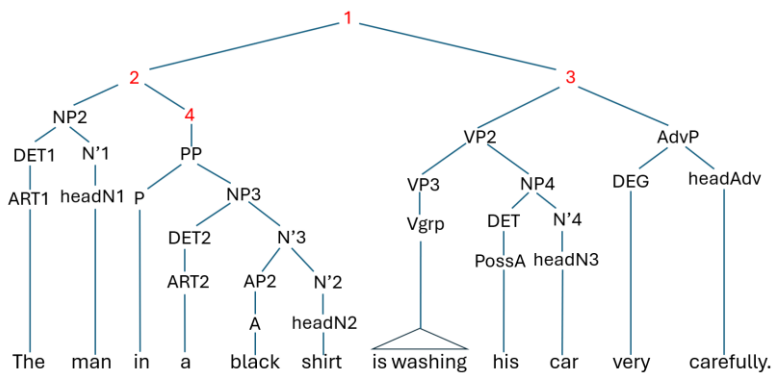 1
2 3
NP2 4 VP2 AdvP
DET1 N'1 PP VP3 NP4 DEG headAdv
ART1 headN1 P NP3 Vgrp DET N'4
DET2 N'3 PossA headN3
ART2 AP2 N'2
A headN2
The man in a black shirt is washing his car very carefully.